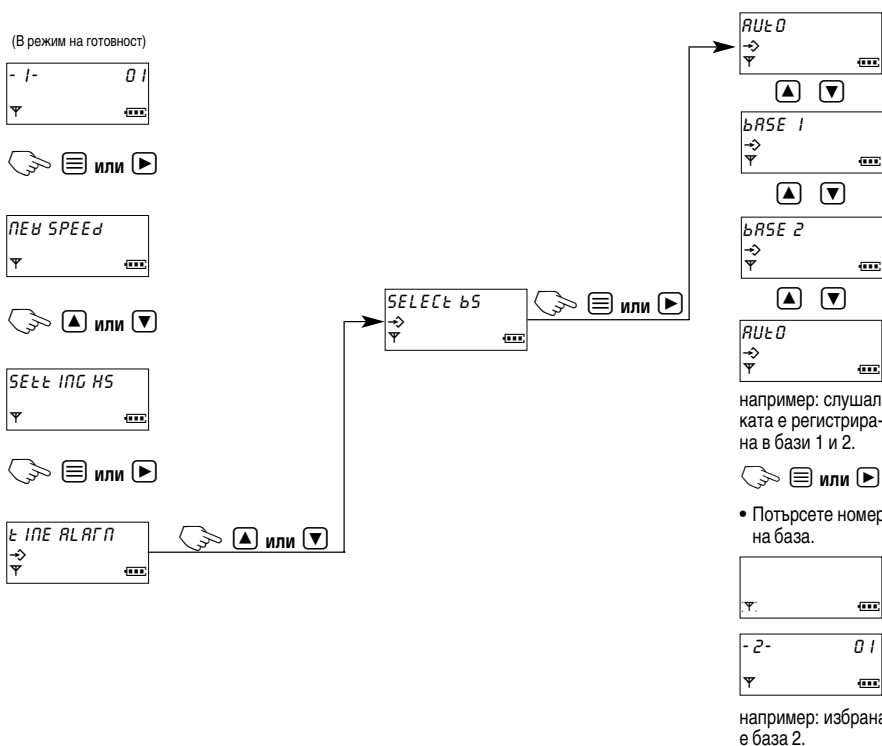 (В режим на готовност)
- 1- 01
или
NEW SPEEd
или
SEtt ING HS
или
t IME ALArM
или
SELECt bS
или
AUtO
bASE 1
bASE 2
AUtO
например: слушал
ката е регистрира-
на в бази 1 и 2.
или
• Потърсете номер
на база.
- 2- 01
например: избрана
е база 2.